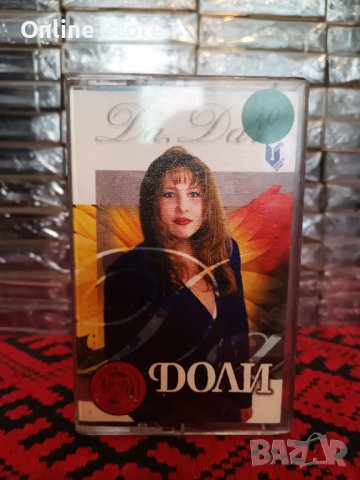 Online Store
Da, Da,
ДОЛИ
BAZAR